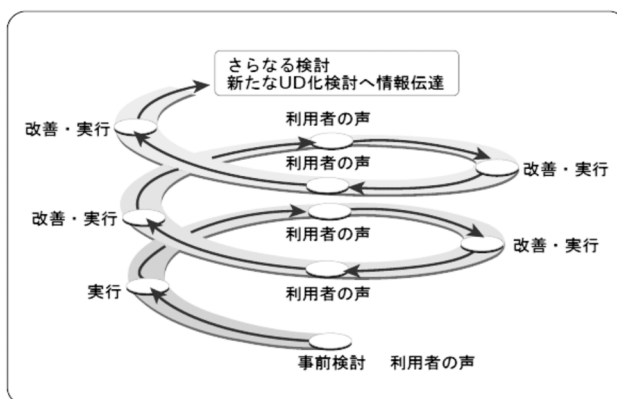 さらなる検討
新たなUD化検討へ情報伝達
利用者の声
改善・実行
利用者の声
改善・実行
利用者の声
改善・実行
改善・実行
利用者の声
実行
事前検討 利用者の声